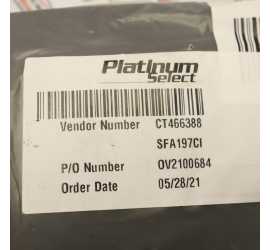 Platinum
Select
Vendor Number CT466388
SFA197CI
P/O Number OV2100684
Order Date 05/28/21